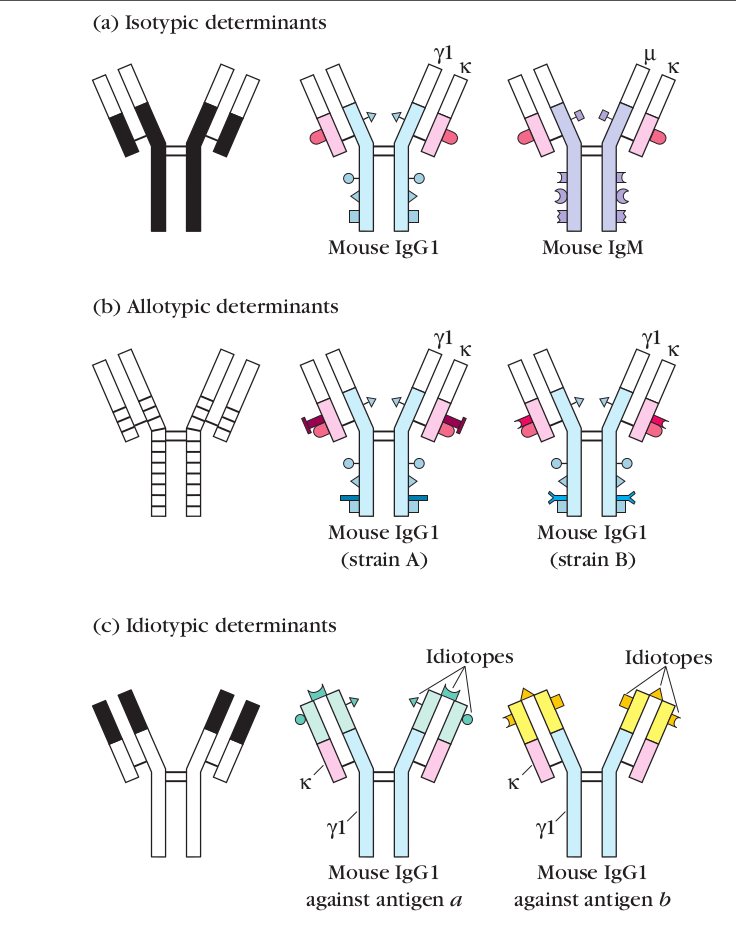 (a) Isotypic determinants
γ1
κ
μ
κ
Mouse IgG1
Mouse IgM
(b) Allotypic determinants
γ1
κ
γ1
κ
Mouse IgG1
(strain A)
Mouse IgG1
(strain B)
(c) Idiotypic determinants
Idiotopes
Idiotopes
κ
κ
γ1
γ1
Mouse IgG1
against antigen a
Mouse IgG1
against antigen b